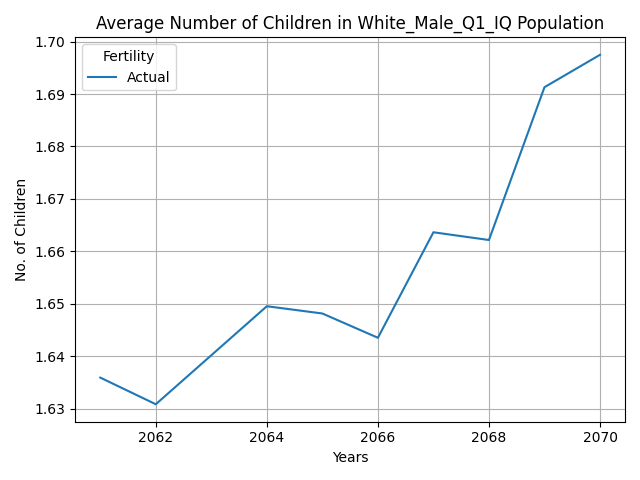 Average Number of Children in White_Male_Q1_IQ Population
Fertility
Actual
No. of Children
1.70
1.69
1.68
1.67
1.66
1.65
1.64
1.63
2062 2064 2066 2068 2070
Years